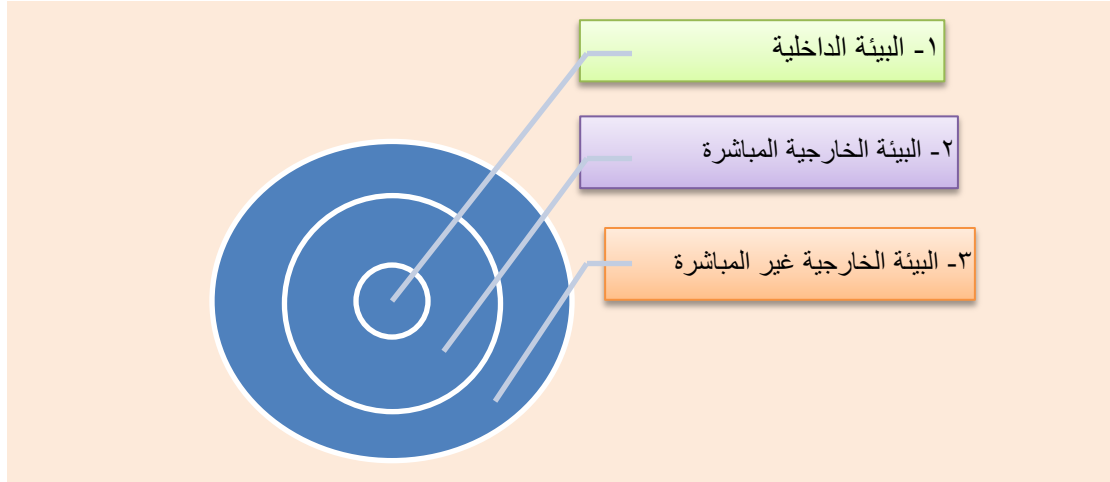 ١- البيئة الداخلية
٢- البيئة الخارجية المباشرة
٣- البيئة الخارجية غير المباشرة